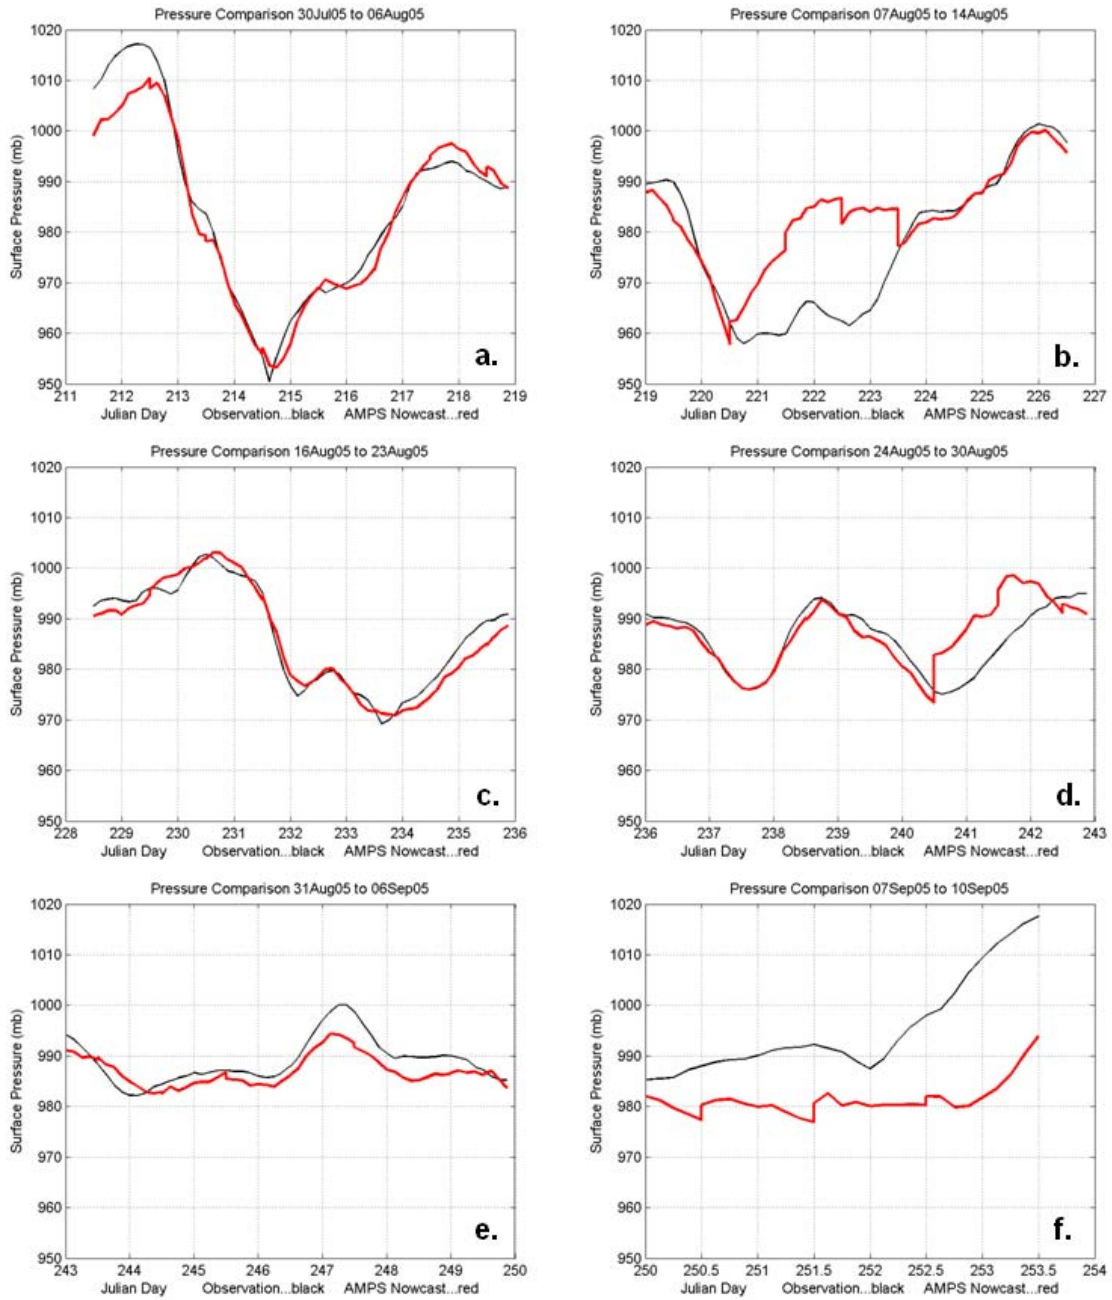 Pressure Comparison 30Jul05 to 06Aug05
Surface Pressure (mb)
1020
1010
1000
990
980
970
960
950
211 212 213 214 215 216 217 218 219
Julian Day Observation...black AMPS Nowcast...red
a.
Pressure Comparison 07Aug05 to 14Aug05
Surface Pressure (mb)
1020
1010
1000
990
980
970
960
950
219 220 221 222 223 224 225 226 227
Julian Day Observation...black AMPS Nowcast...red
b.
Pressure Comparison 16Aug05 to 23Aug05
Surface Pressure (mb)
1020
1010
1000
990
980
970
960
950
228 229 230 231 232 233 234 235 236
Julian Day Observation...black AMPS Nowcast...red
c.
Pressure Comparison 24Aug05 to 30Aug05
Surface Pressure (mb)
1020
1010
1000
990
980
970
960
950
236 237 238 239 240 241 242 243
Julian Day Observation...black AMPS Nowcast...red
d.
Pressure Comparison 31Aug05 to 06Sep05
Surface Pressure (mb)
1020
1010
1000
990
980
970
960
950
243 244 245 246 247 248 249 250
Julian Day Observation...black AMPS Nowcast...red
e.
Pressure Comparison 07Sep05 to 10Sep05
Surface Pressure (mb)
1020
1010
1000
990
980
970
960
950
250 250.5 251 251.5 252 252.5 253 253.5 254
Julian Day Observation...black AMPS Nowcast...red
f.